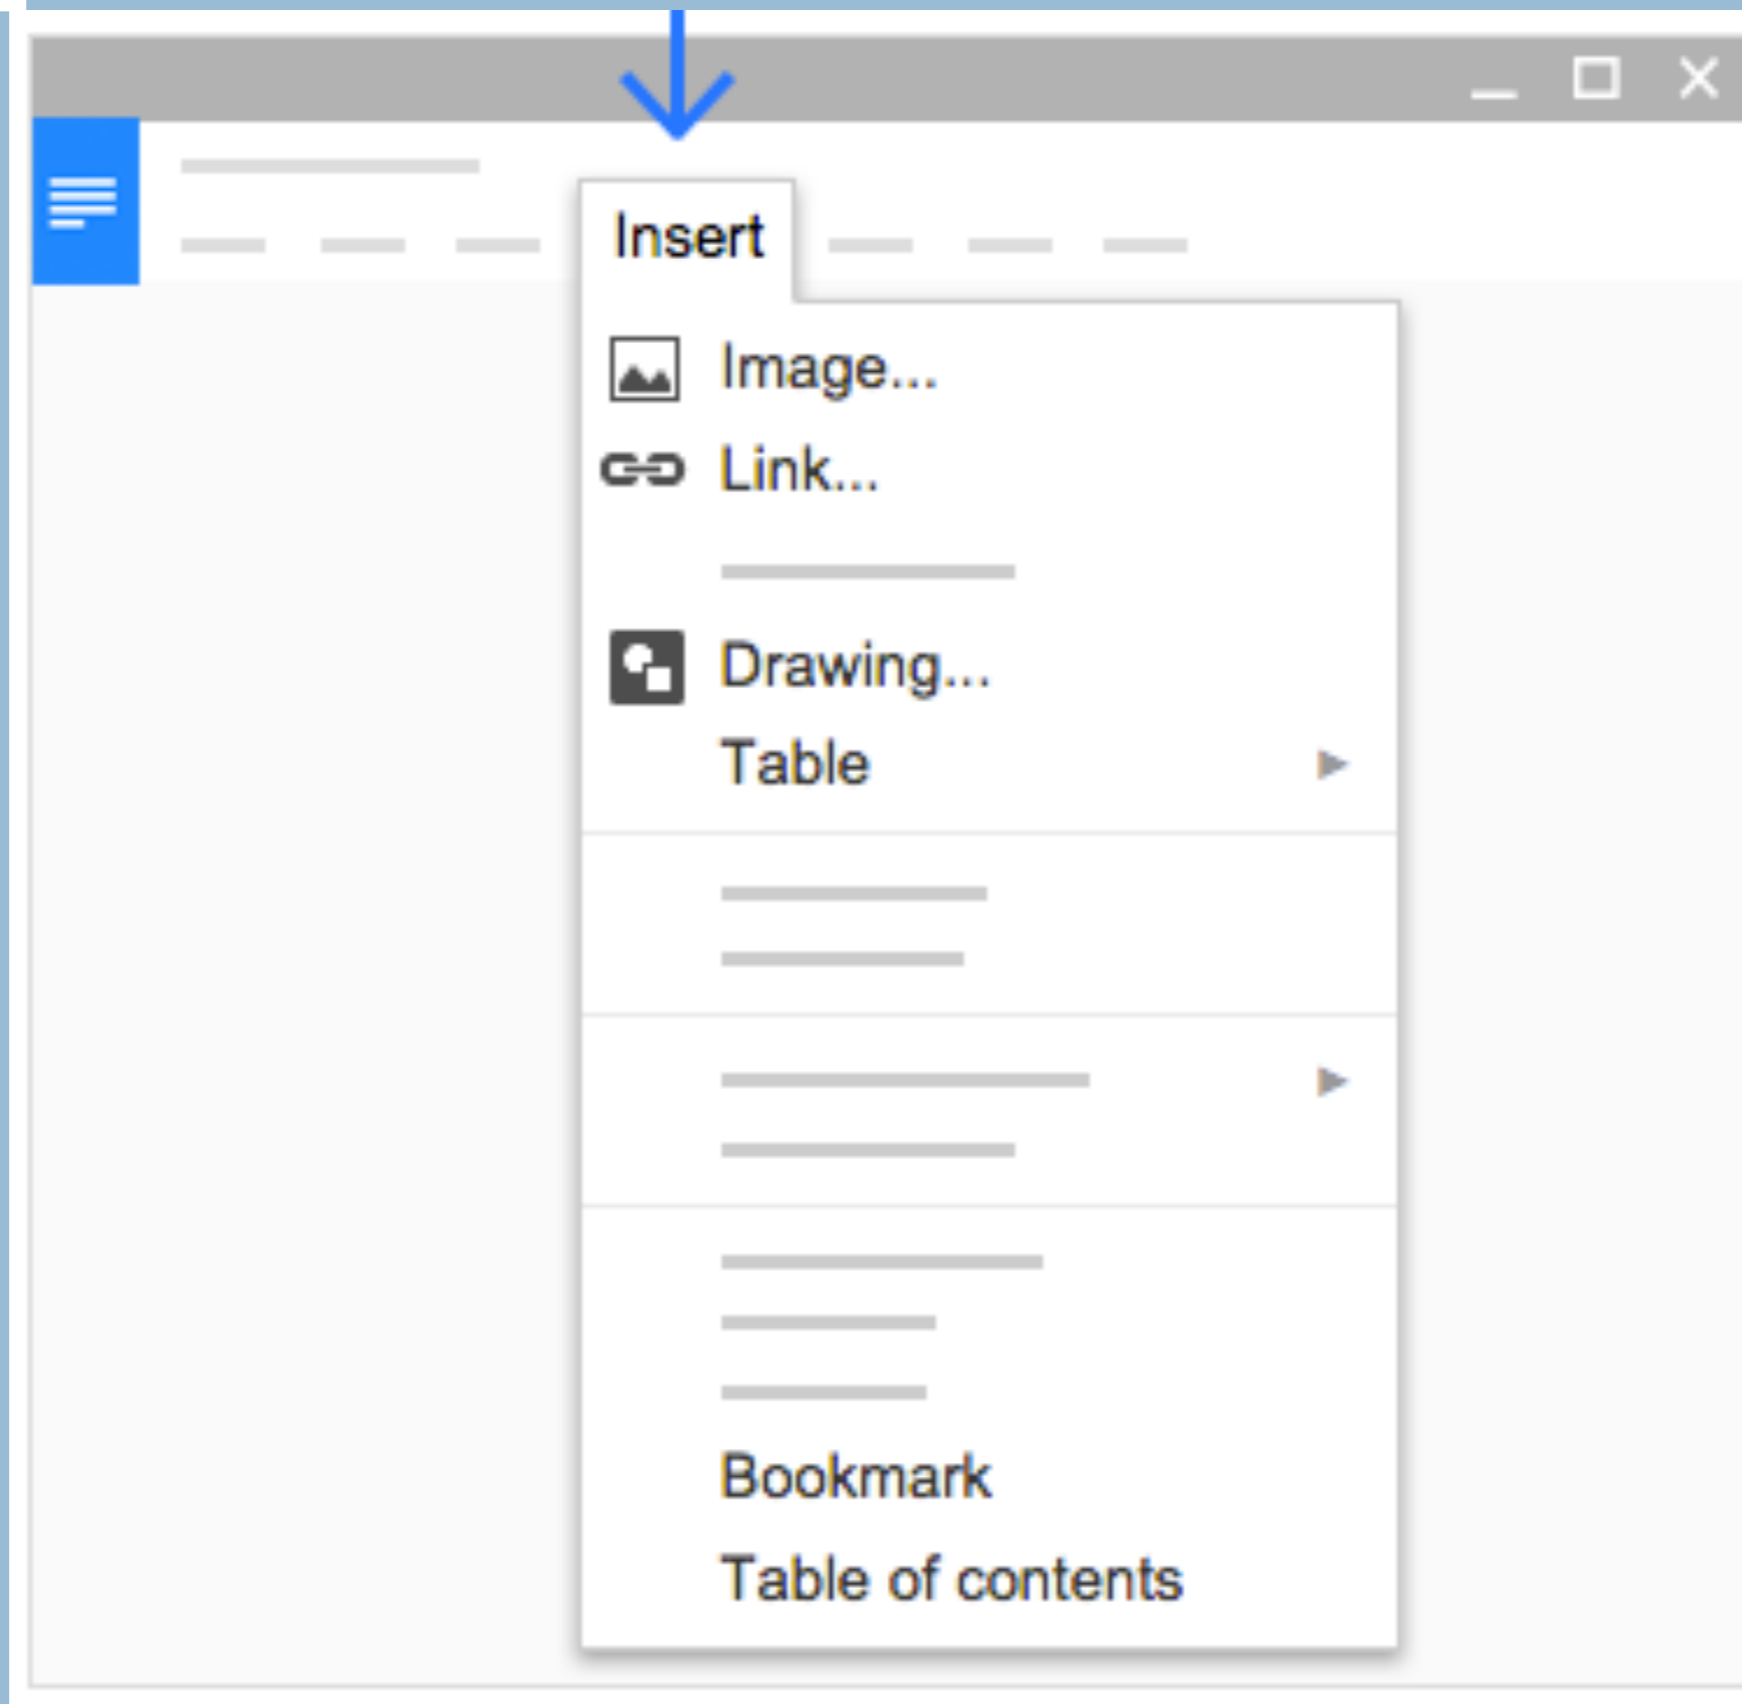 Insert
Image...
Link...
Drawing...
Table
Bookmark
Table of contents